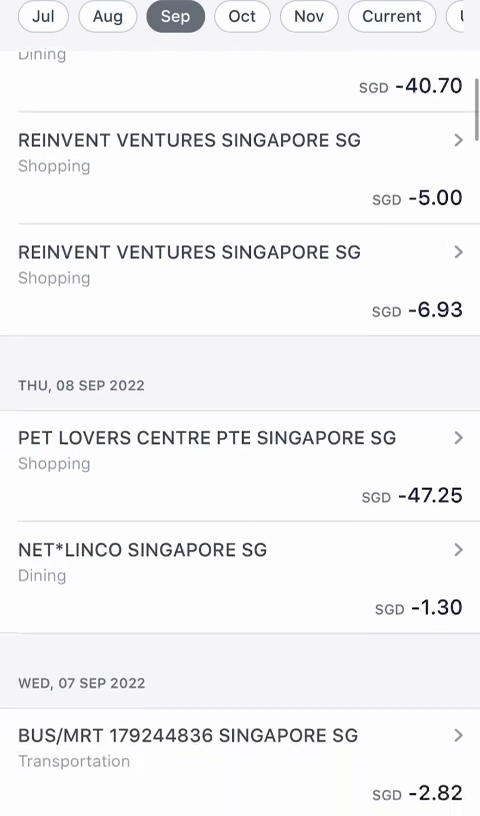 Jul Aug Sep Oct Nov Current
Dining
SGD -40.70
REINVENT VENTURES SINGAPORE SG
Shopping
SGD -5.00
REINVENT VENTURES SINGAPORE SG
Shopping
SGD -6.93
THU, 08 SEP 2022
PET LOVERS CENTRE PTE SINGAPORE SG
Shopping
SGD -47.25
NET*LINCO SINGAPORE SG
Dining
SGD -1.30
WED, 07 SEP 2022
BUS/MRT 179244836 SINGAPORE SG
Transportation
SGD -2.82